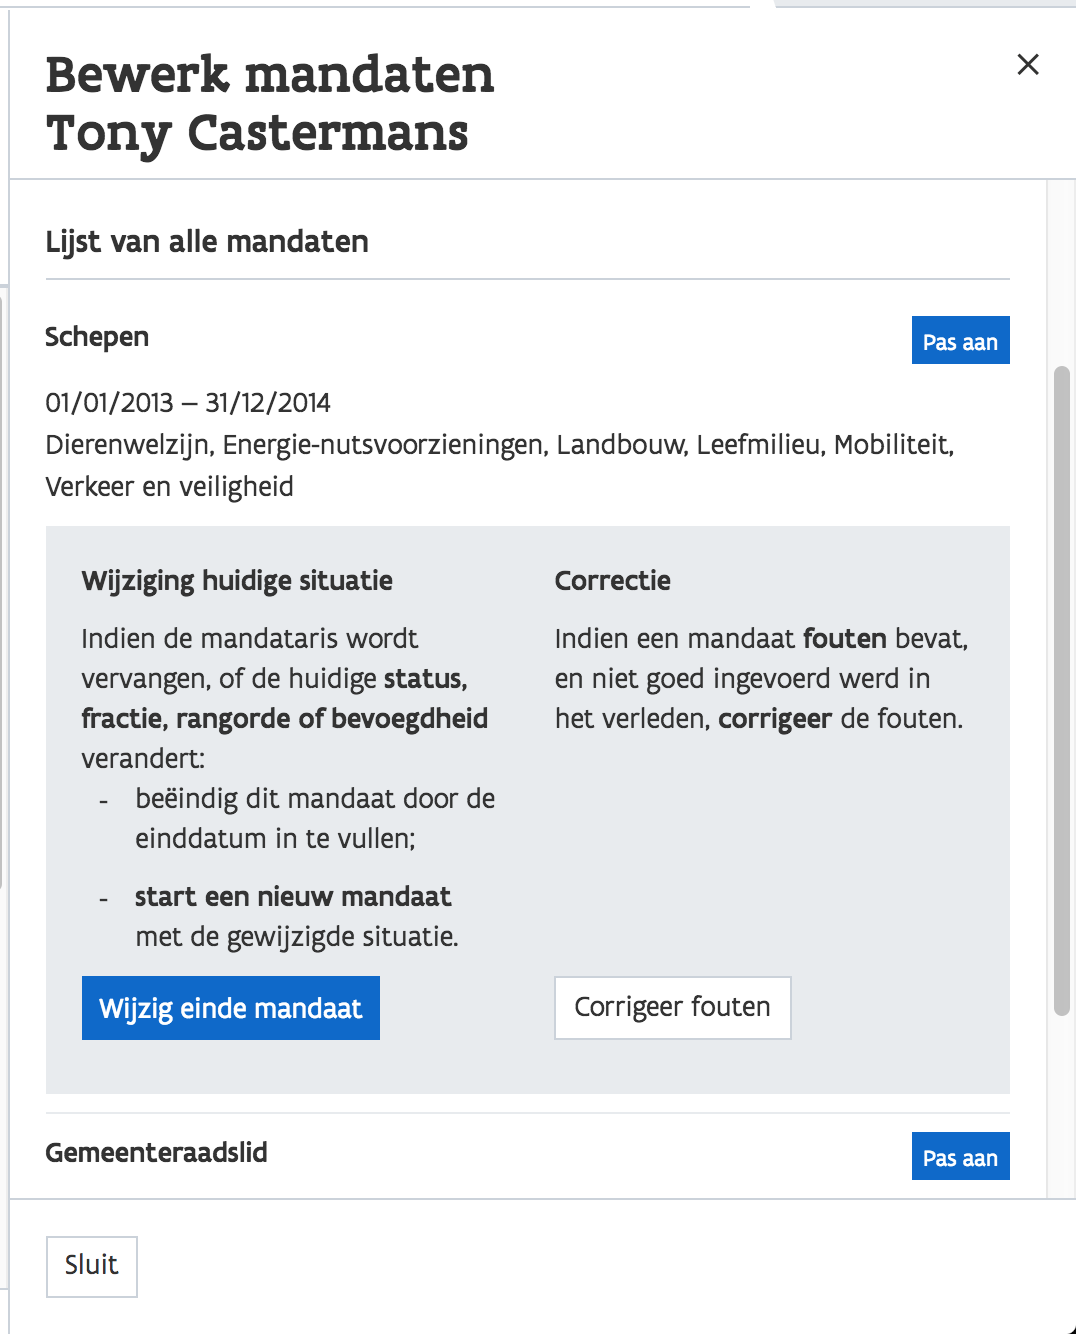 Bewerk mandaten
Tony Castermans
Lijst van alle mandaten
Schepen
Pas aan
01/01/2013 – 31/12/2014
Dierenwelzijn, Energie-nutsvoorzieningen, Landbouw, Leefmilieu, Mobiliteit,
Verkeer en veiligheid
Wijziging huidige situatie
Indien de mandataris wordt
vervangen, of de huidige status,
fractie, rangorde of bevoegdheid
verandert:
- beëindig dit mandaat door de
einddatum in te vullen;
- start een nieuw mandaat
met de gewijzigde situatie.
Wijzig einde mandaat
Correctie
Indien een mandaat fouten bevat,
en niet goed ingevoerd werd in
het verleden, corrigeer de fouten.
Corrigeer fouten
Gemeenteraadslid
Pas aan
Sluit